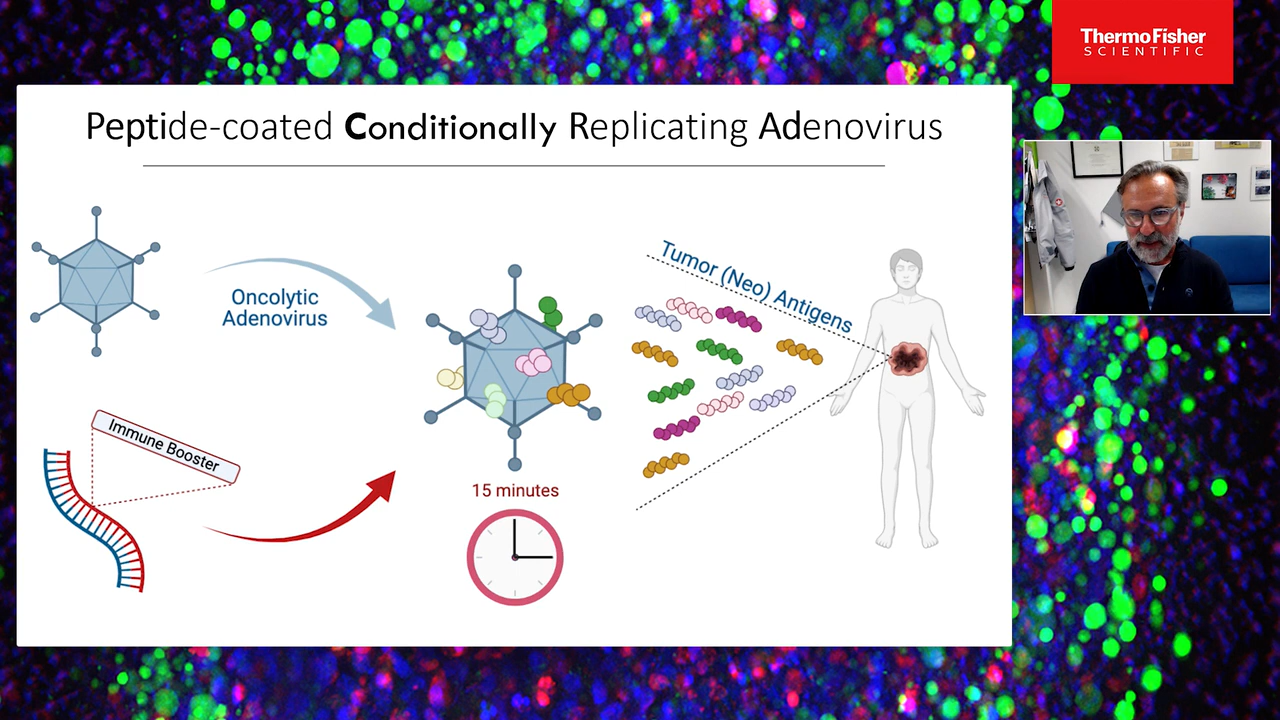 ThermoFisher
SCIENTIFIC
Peptide-coated Conditionally Replicating Adenovirus
Oncolytic
Adenovirus
Immune Booster
15 minutes
Tumor (Neo) Antigens